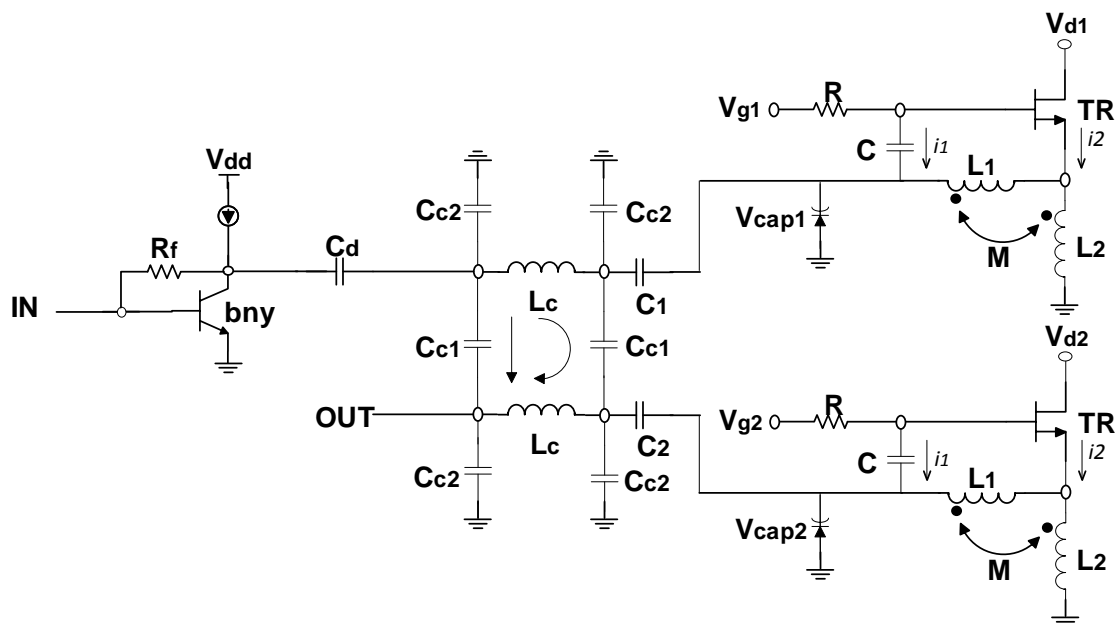 Vd1
Vg1
R
TR
C
i1
i2
L1
Vdd
Cc2
Cc2
Vcap1
M
L2
Rf
Cd
IN
bny
Lc
C1
Vd2
Cc1
Cc1
OUT
Vg2
R
TR
Lc
C2
C
i1
i2
L1
Cc2
Cc2
Vcap2
M
L2